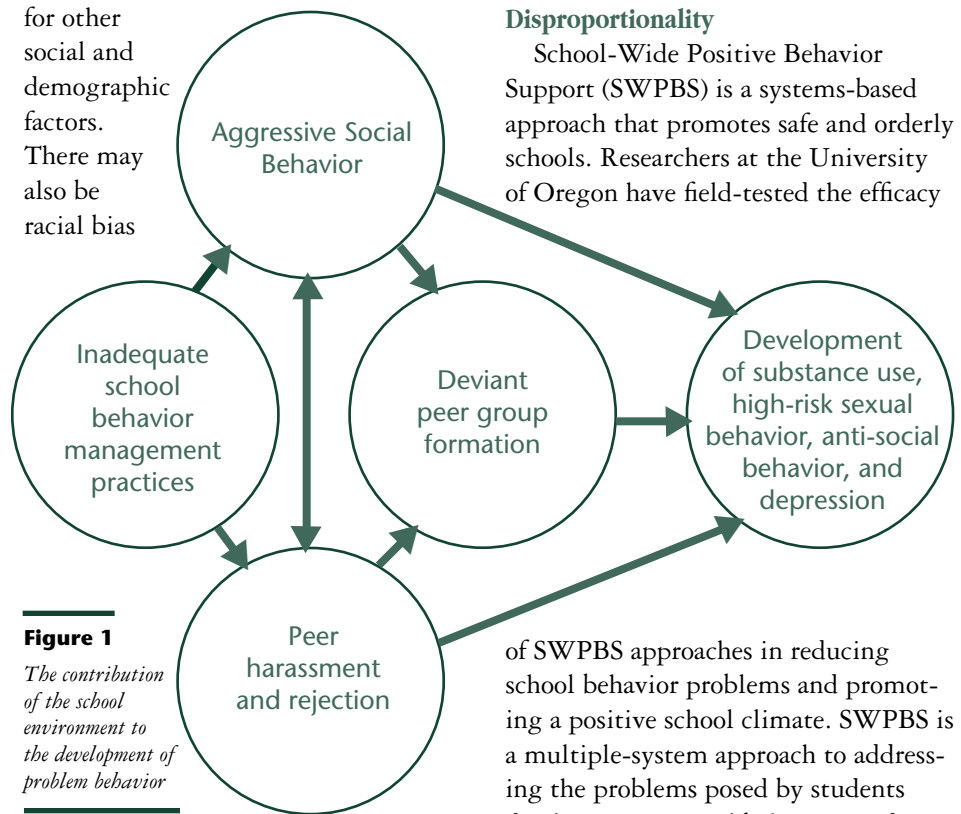 for other
social and
demographic
factors.
There may
also be
racial bias
Aggressive Social
Behavior
Inadequate
school
behavior
management
practices
Deviant
peer group
formation
Development
of substance use,
high-risk sexual
behavior, anti-social
behavior, and
depression
Peer
harassment
and rejection
Figure 1
The contribution
of the school
environment to
the development of
problem behavior
Disproportionality
School-Wide Positive Behavior
Support (SWPBS) is a systems-based
approach that promotes safe and orderly
schools. Researchers at the University
of Oregon have field-tested the efficacy
of SWPBS approaches in reducing
school behavior problems and promot-
ing a positive school climate. SWPBS is
a multiple-system approach to address-
ing the problems posed by students